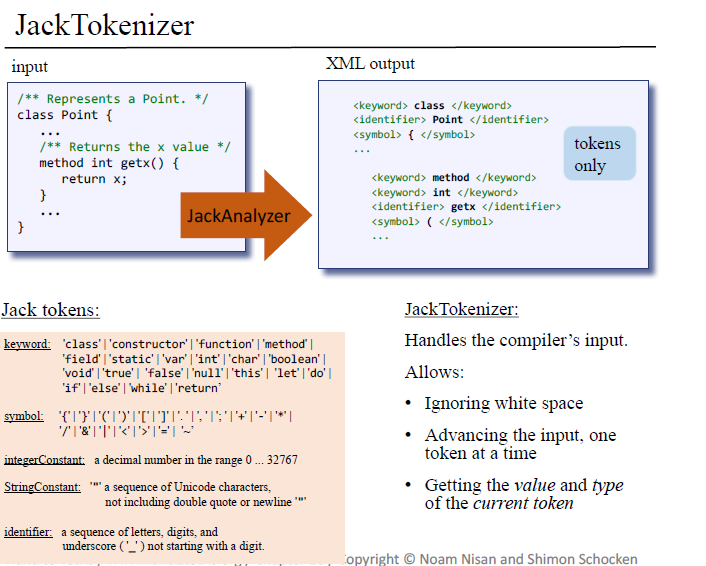 JackTokenizer
input
/** Represents a Point. */
class Point {
...
/** Returns the x value */
method int getx() {
return x;
}
...
}
JackAnalyzer
XML output
<keyword> class </keyword>
<identifier> Point </identifier>
<symbol> { </symbol>
...
<keyword> method </keyword>
<keyword> int </keyword>
<identifier> getx </identifier>
<symbol> ( </symbol>
...
tokens
only
Jack tokens:
keyword: 'class'|'constructor'|'function'|'method'|
'field'|'static'|'var'|'int'|'char'|'boolean'|
'void'|'true'| 'false'|'null'|'this'| 'let'|'do'|
'if'|'else'|'while'|'return'
symbol: '{'|'}'|'('|')'|'['|']'|'.'|','|';'|'+'|'-'|'*'|
'/'|'&'|'|'|'<'|'>'|'='| '~'
integerConstant: a decimal number in the range 0 ... 32767
StringConstant: '"' a sequence of Unicode characters,
not including double quote or newline '"'
identifier: a sequence of letters, digits, and
underscore ( '_' ) not starting with a digit.
JackTokenizer:
Handles the compiler's input.
Allows:
• Ignoring white space
• Advancing the input, one
token at a time
• Getting the value and type
of the current token
opyright © Noam Nisan and Shimon Schocken